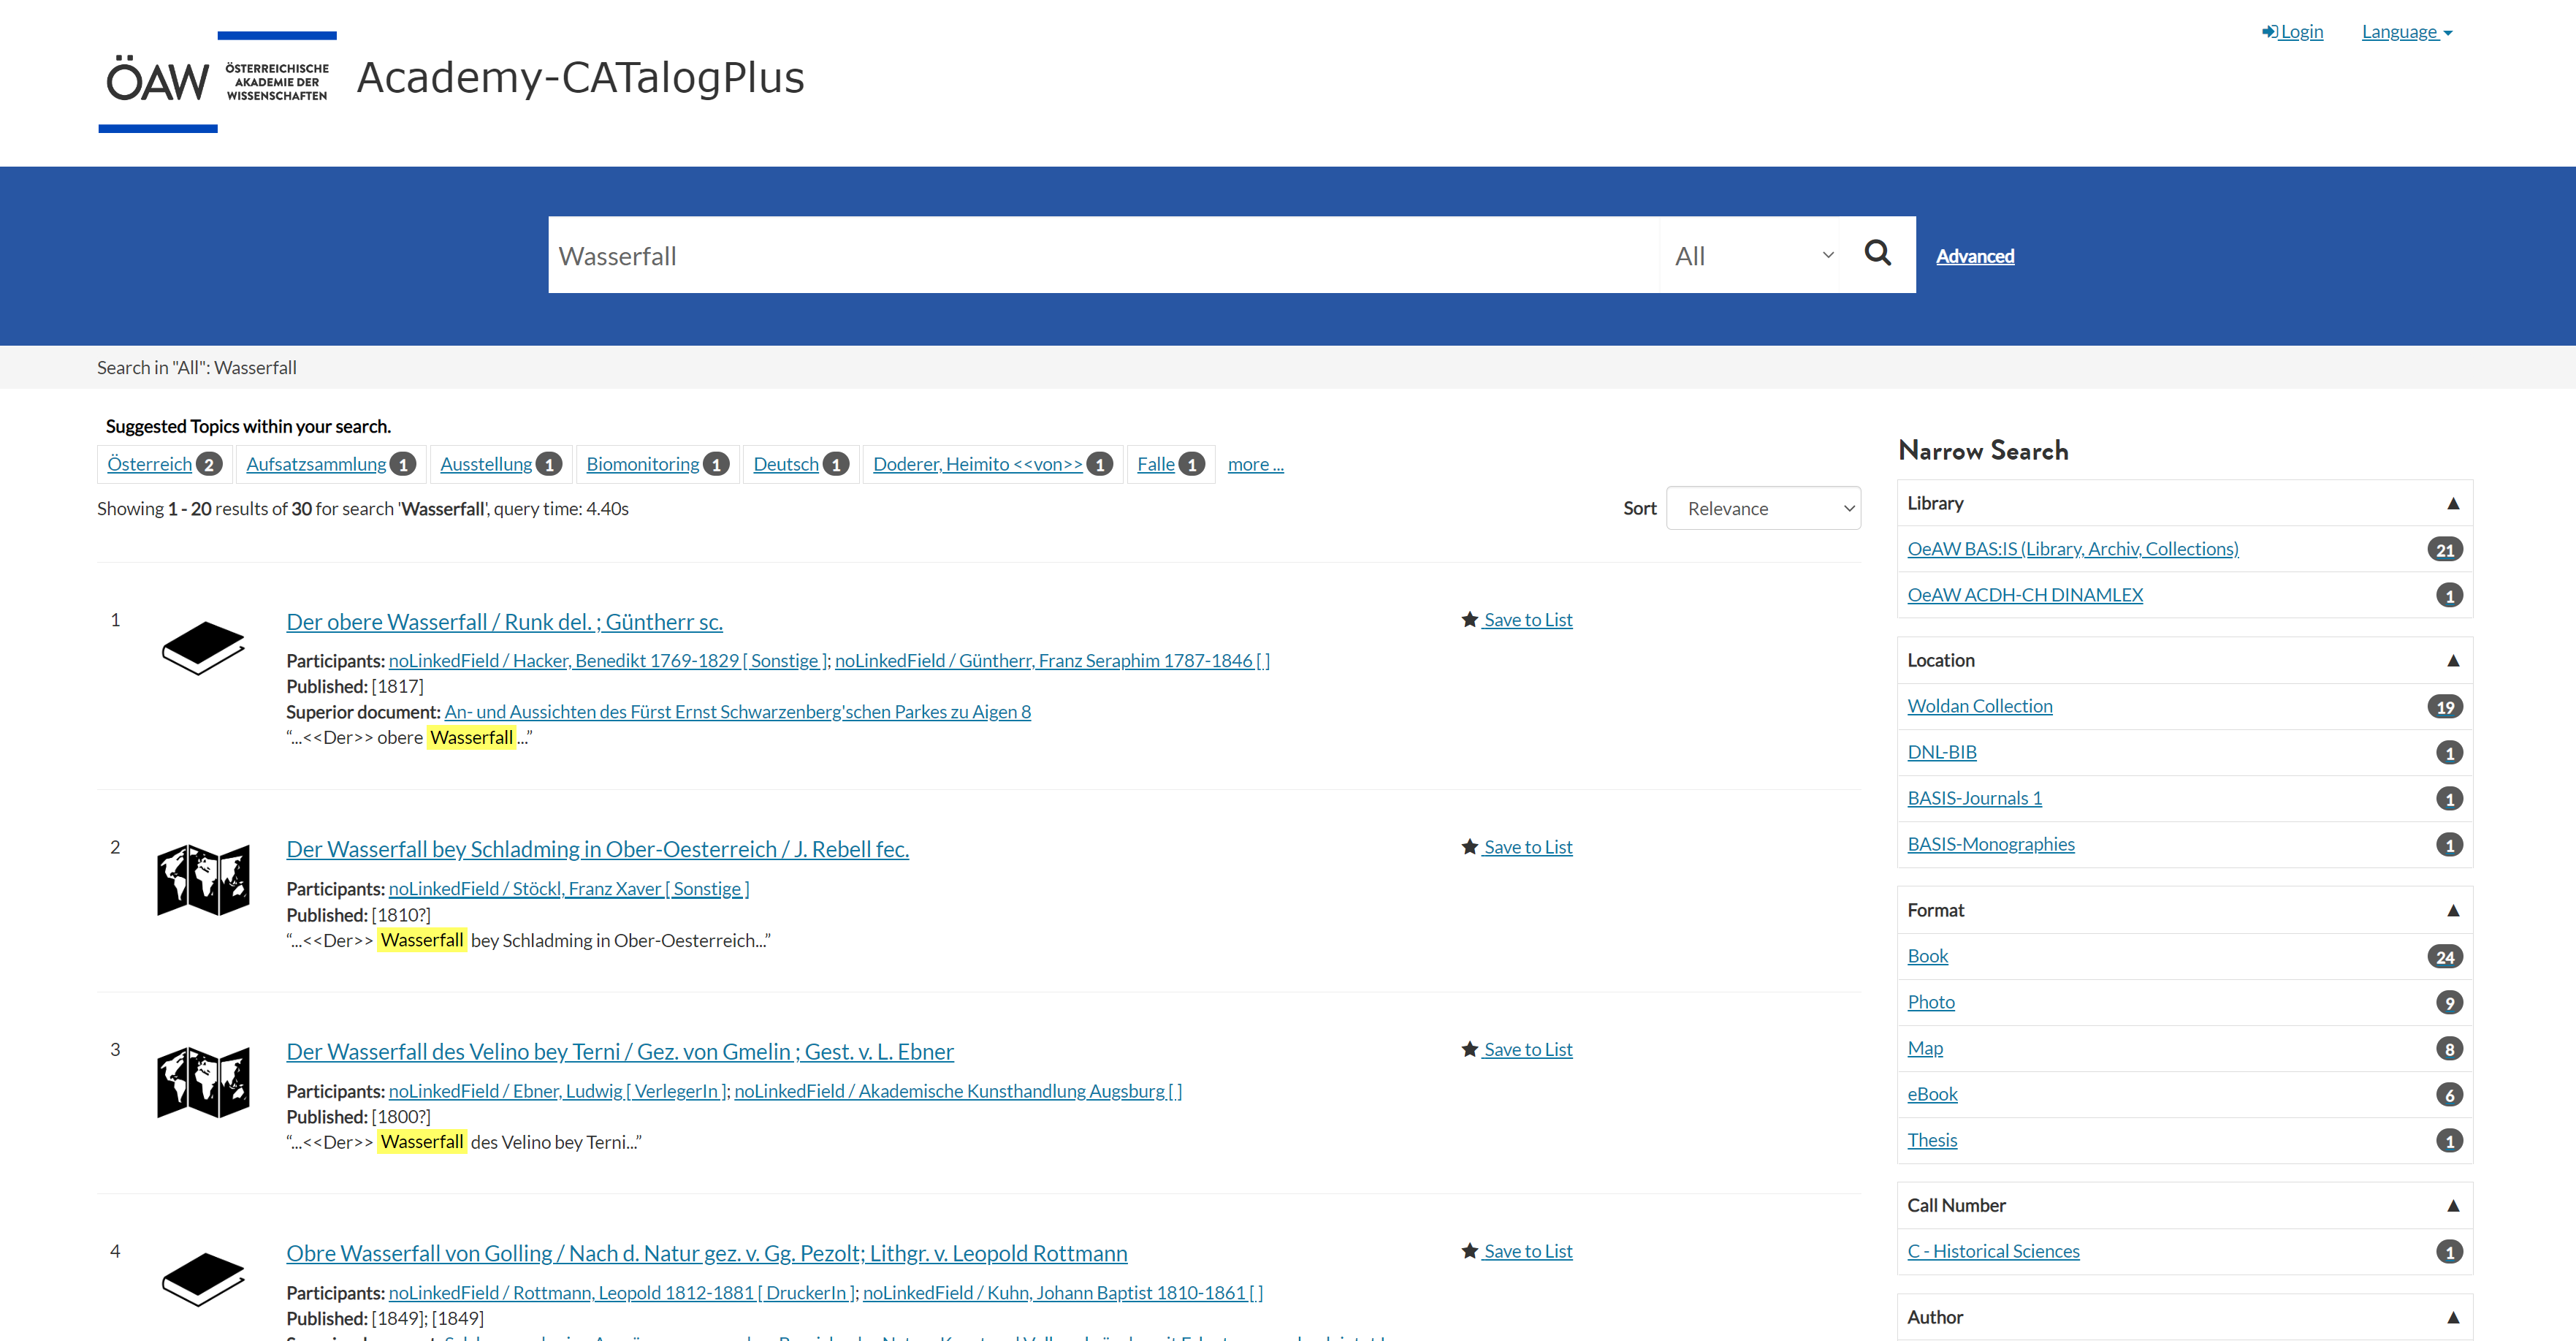 Login Language
ÖAW ÖSTERREICHISCHE
AKADEMIE DER
WISSENSCHAFTEN
Academy-CATalogPlus
Wasserfall All Advanced
Search in "All": Wasserfall
Suggested Topics within your search.
Österreich 2 Aufsatzsammlung 1 Ausstellung 1 Biomonitoring 1 Deutsch 1 Doderer, Heimito <<von>> 1 Falle 1 more ...
Showing 1 - 20 results of 30 for search 'Wasserfall', query time: 4.40s
Sort Relevance
1
Der obere Wasserfall / Runk del. ; Güntherr sc.
Save to List
Participants: noLinkedField / Hacker, Benedikt 1769-1829 [ Sonstige ]; noLinkedField / Güntherr, Franz Seraphim 1787-1846 [ ]
Published: [1817]
Superior document: An- und Aussichten des Fürst Ernst Schwarzenberg'schen Parkes zu Aigen 8
“...<<Der>> obere Wasserfall...”
2
Der Wasserfall bey Schladming in Ober-Oesterreich / J. Rebell fec.
Save to List
Participants: noLinkedField / Stöckl, Franz Xaver [ Sonstige ]
Published: [1810?]
“...<<Der>> Wasserfall bey Schladming in Ober-Oesterreich...”
3
Der Wasserfall des Velino bey Terni / Gez. von Gmelin ; Gest. v. L. Ebner
Save to List
Participants: noLinkedField / Ebner, Ludwig [ VerlegerIn ]; noLinkedField / Akademische Kunsthandlung Augsburg [ ]
Published: [1800?]
“...<<Der>> Wasserfall des Velino bey Terni...”
4
Obre Wasserfall von Golling / Nach d. Natur gez. v. Gg. Pezolt; Lithgr. v. Leopold Rottmann
Save to List
Participants: noLinkedField / Rottmann, Leopold 1812-1881 [ DruckerIn ]; noLinkedField / Kuhn, Johann Baptist 1810-1861 [ ]
Published: [1849]; [1849]
Narrow Search
Library ▲
OeAW BAS:IS (Library, Archiv, Collections) 21
OeAW ACDH-CH DINAMLEX 1
Location ▲
Woldan Collection 19
DNL-BIB 1
BASIS-Journals 1 1
BASIS-Monographies 1
Format ▲
Book 24
Photo 9
Map 8
eBook 6
Thesis 1
Call Number ▲
C - Historical Sciences 1
Author ▲